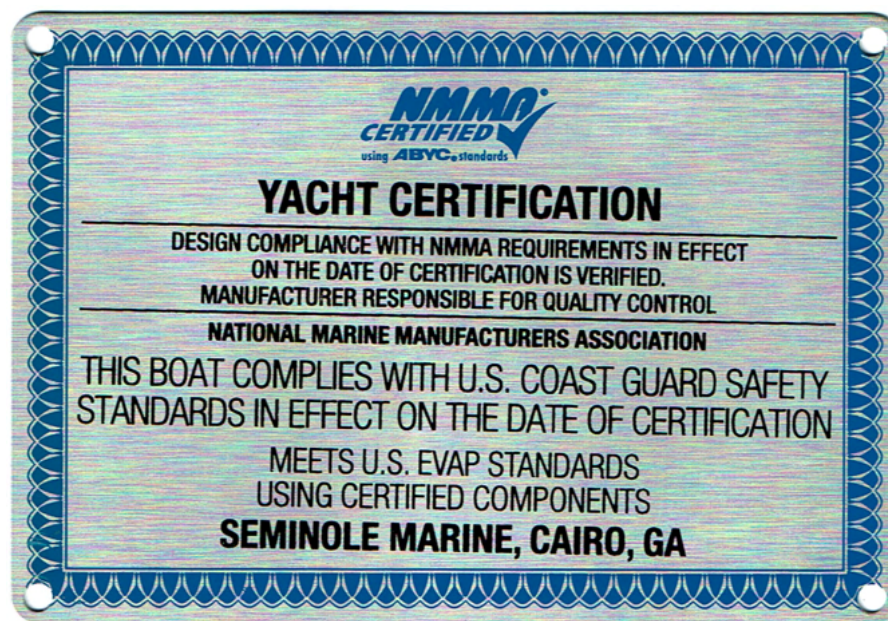 NMMA®
CERTIFIED
using ABYC® standards
YACHT CERTIFICATION
DESIGN COMPLIANCE WITH NMMA REQUIREMENTS IN EFFECT
ON THE DATE OF CERTIFICATION IS VERIFIED.
MANUFACTURER RESPONSIBLE FOR QUALITY CONTROL
NATIONAL MARINE MANUFACTURERS ASSOCIATION
THIS BOAT COMPLIES WITH U.S. COAST GUARD SAFETY
STANDARDS IN EFFECT ON THE DATE OF CERTIFICATION
MEETS U.S. EVAP STANDARDS
USING CERTIFIED COMPONENTS
SEMINOLE MARINE, CAIRO, GA